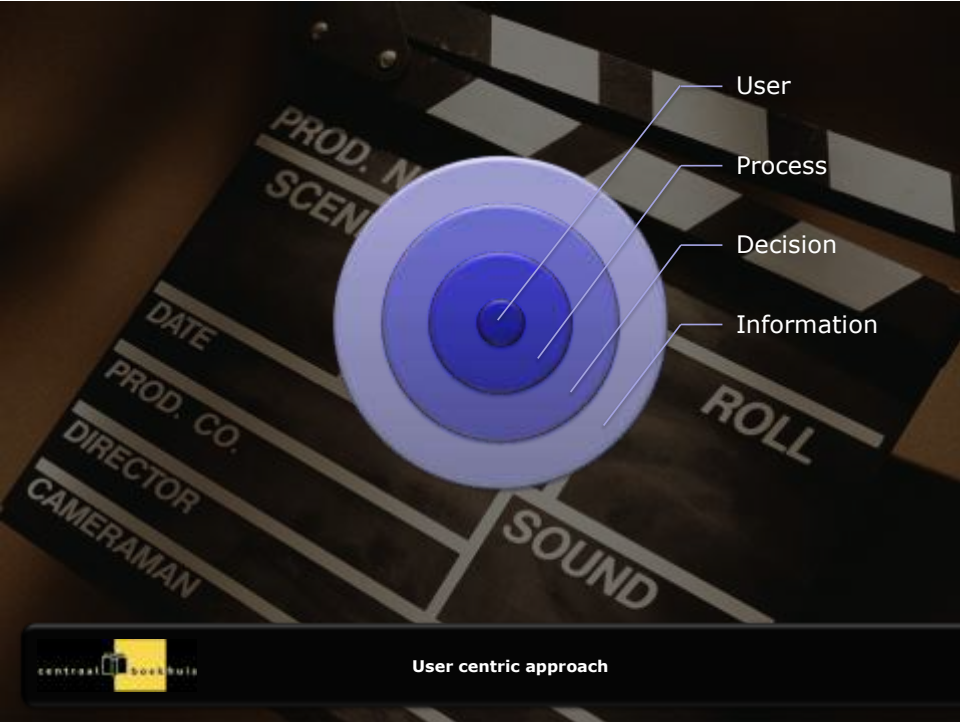 User
Process
Decision
Information
PROD. N
SCEN
DATE
PROD. CO.
DIRECTOR
CAMERAMAN
ROLL
SOUND
centraal boekhuis
User centric approach